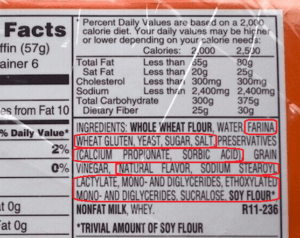 Facts
ffin (57g)
ainer 6
es from Fat 10
% Daily Value*
2%
0%
at 0g
Fat 0g
* Percent Daily Values are based on a 2,000
calorie diet. Your daily values may be higher
or lower depending on your calorie needs:
Calories: 2,000 2,500
Total Fat Less than 65g 80g
Sat Fat Less than 20g 25g
Cholesterol Less than 300mg 300mg
Sodium Less than 2,400mg 2,400mg
Total Carbohydrate 300g 375g
Dietary Fiber 25g 30g
INGREDIENTS: WHOLE WHEAT FLOUR, WATER, FARINA,
WHEAT GLUTEN, YEAST, SUGAR, SALT, PRESERVATIVES
(CALCIUM PROPIONATE, SORBIC ACID), GRAIN
VINEGAR, NATURAL FLAVOR, SODIUM STEAROYL
LACTYLATE, MONO- AND DIGLYCERIDES, ETHOXYLATED
MONO- AND DIGLYCERIDES, SUCRALOSE, SOY FLOUR*,
NONFAT MILK, WHEY. R11-236
*TRIVIAL AMOUNT OF SOY FLOUR